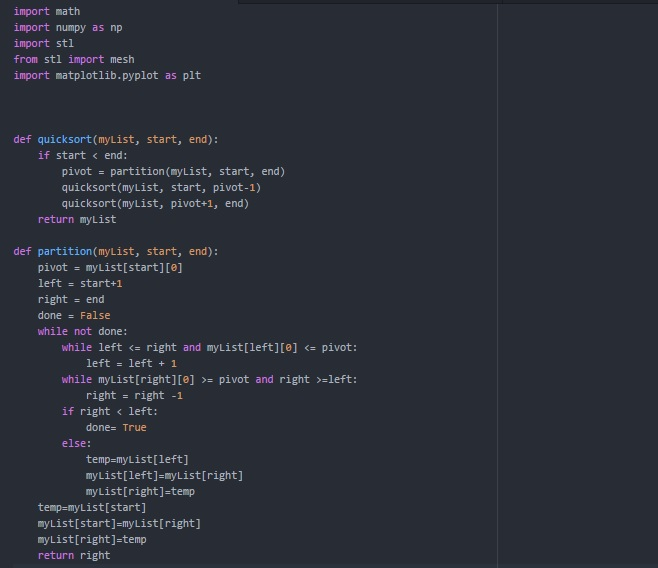 import math
import numpy as np
import stl
from stl import mesh
import matplotlib.pyplot as plt
def quicksort(myList, start, end):
    if start < end:
        pivot = partition(myList, start, end)
        quicksort(myList, start, pivot-1)
        quicksort(myList, pivot+1, end)
    return myList
def partition(myList, start, end):
    pivot = myList[start][0]
    left = start+1
    right = end
    done = False
    while not done:
        while left <= right and myList[left][0] <= pivot:
            left = left + 1
        while myList[right][0] >= pivot and right >=left:
            right = right -1
        if right < left:
            done= True
        else:
            temp=myList[left]
            myList[left]=myList[right]
            myList[right]=temp
    temp=myList[start]
    myList[start]=myList[right]
    myList[right]=temp
    return right